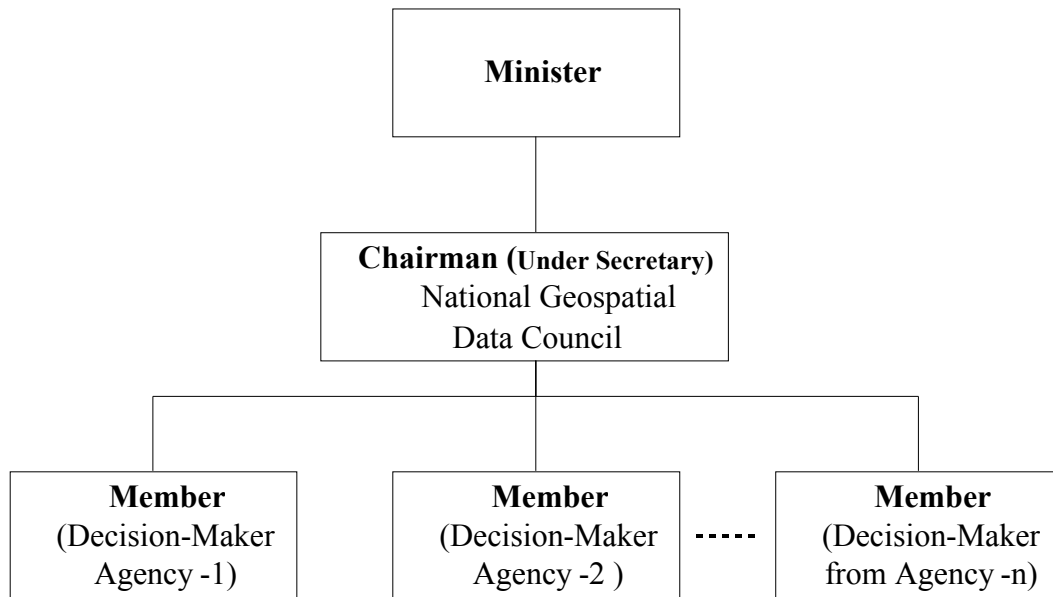 Minister
Chairman (Under Secretary)
National Geospatial
Data Council
Member
(Decision-Maker
Agency -1)
Member
(Decision-Maker
Agency -2 )
Member
(Decision-Maker
from Agency -n)